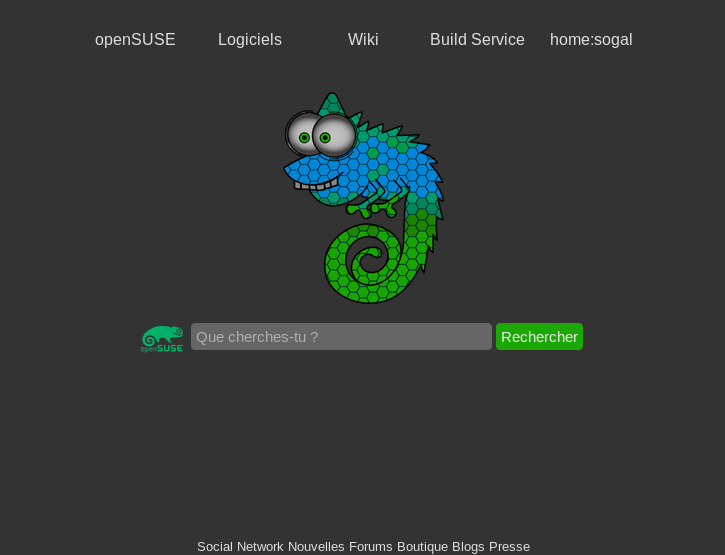 openSUSE Logiciels Wiki Build Service home:sogal
openSUSE Que cherches-tu ? Rechercher
Social Network Nouvelles Forums Boutique Blogs Presse